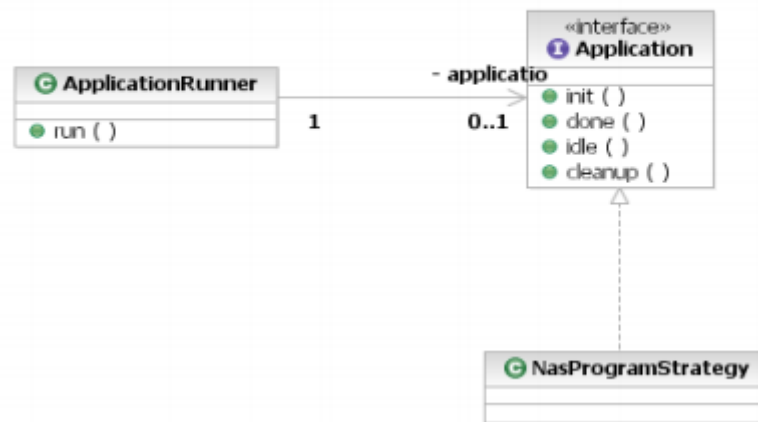 «interface»
I Application
C ApplicationRunner
- applicatio
init ( )
run ( )
1
0..1
done ( )
idle ( )
cleanup ( )
C NasProgramStrategy